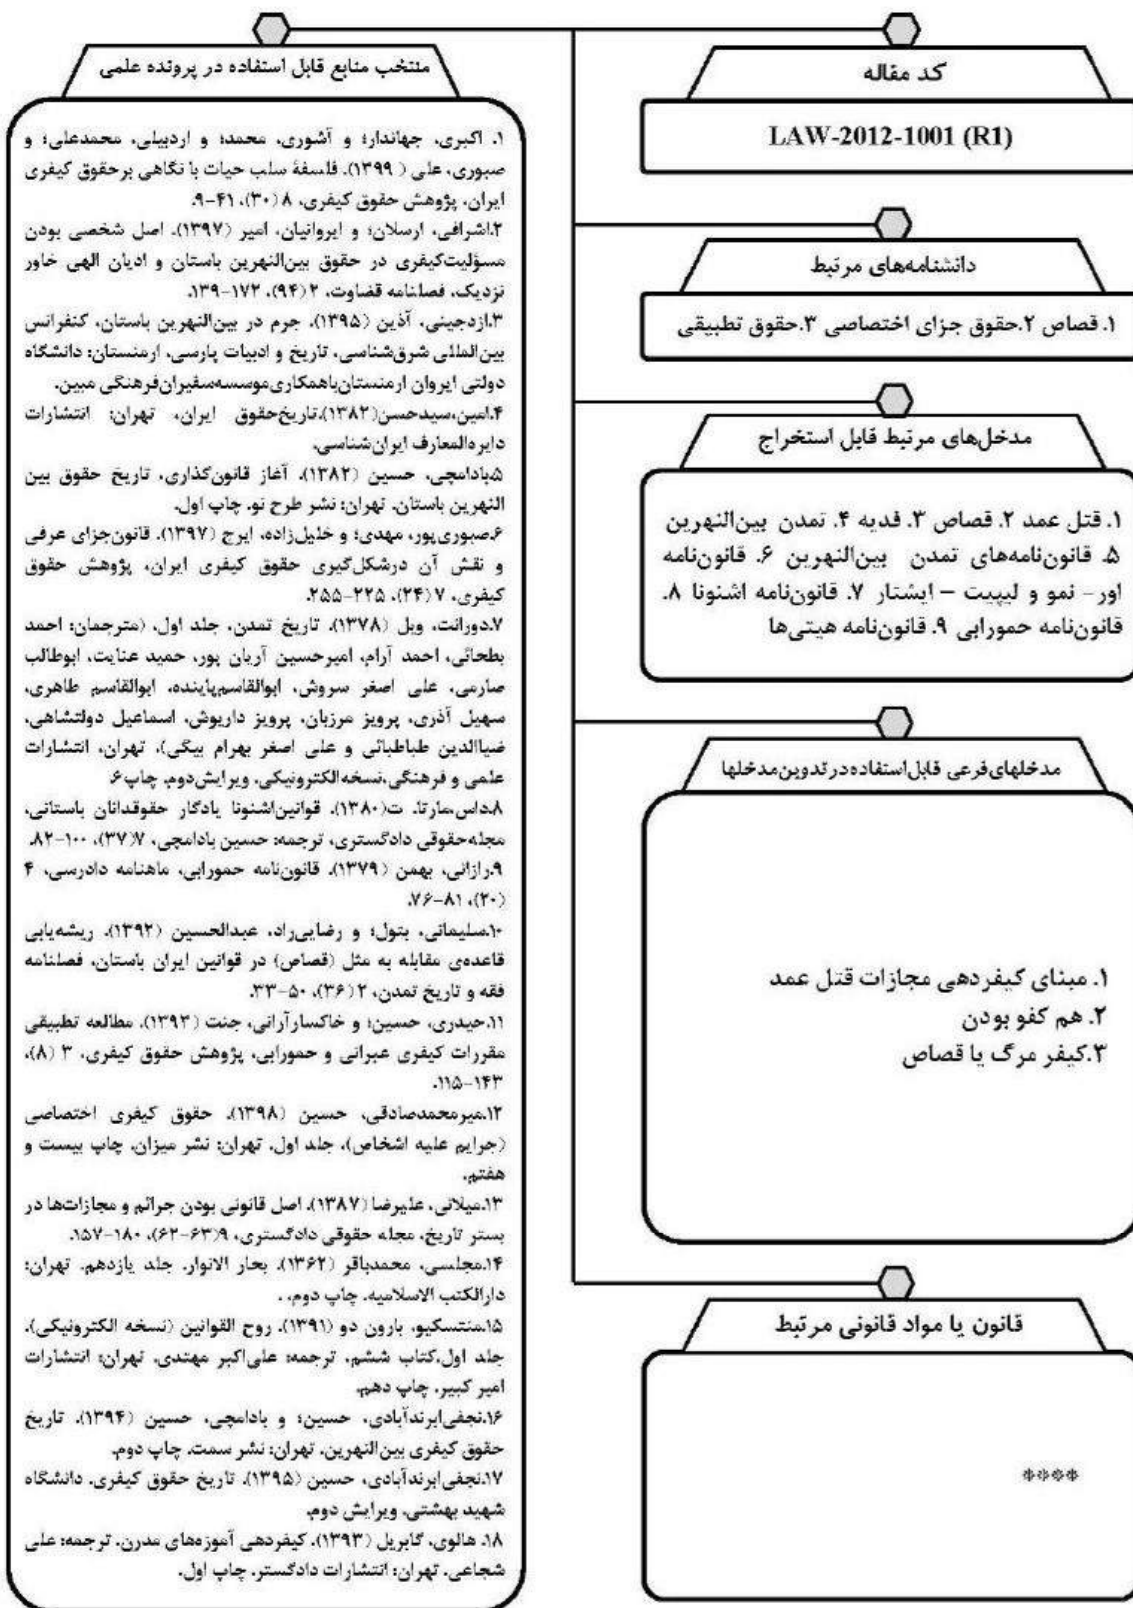 کد مقاله
LAW-2012-1001 (R1)
دانشنامه‌های مرتبط
۱. قصاص ۲.حقوق جزای اختصاصی ۳.حقوق تطبیقی
مدخل‌های مرتبط قابل استخراج
۱. قتل عمد ۲. قصاص ۳. فدیه ۴. تمدن بین‌النهرین
۵. قانون‌نامه‌های تمدن بین‌النهرین ۶. قانون‌نامه
اور- نمو و لیپیت – ایشتار ۷. قانون‌نامه اشنونا ۸.
قانون‌نامه حمورابی ۹. قانون‌نامه هیتی‌ها
مدخلهای‌فرعی قابل‌استفاده‌در‌تدوین‌مدخلها
۱. مبنای کیفردهی مجازات قتل عمد
۲. هم کفو بودن
۳.کیفر مرگ یا قصاص
قانون یا مواد قانونی مرتبط
****
منتخب منابع قابل استفاده در پرونده علمی
۱. اکبری، جهاندار؛ و آشوری، محمد؛ و اردبیلی، محمدعلی؛ و
صبوری، علی ( ۱۳۹۹). فلسفهٔ سلب حیات با نگاهی برحقوق کیفری
ایران. پژوهش حقوق کیفری، ۸ (۳۰)، ۴۱-۹.
۲.اشرافی، ارسلان؛ و ایروانیان، امیر (۱۳۹۷). اصل شخصی بودن
مسؤلیت‌کیفری در حقوق بین‌النهرین باستان و ادیان الهی خاور
نزدیک، فصلنامه قضاوت، ۲ (۹۴)، ۱۷۲-۱۳۹.
۳.ازدجینی، آذین (۱۳۹۵). جرم در بین‌النهرین باستان، کنفرانس
بین‌المللی شرق‌شناسی، تاریخ و ادبیات پارسی، ارمنستان: دانشگاه
دولتی ایروان ارمنستان‌باهمکاری‌موسسه‌سفیران‌فرهنگی مبین.
۴.امین،سیدحسن(۱۳۸۲).تاریخ‌حقوق ایران، تهران: انتشارات
دایره‌المعارف ایران‌شناسی.
۵.بادامچی، حسین (۱۳۸۲). آغاز قانون‌گذاری، تاریخ حقوق بین
النهرین باستان. تهران: نشر طرح نو. چاپ اول.
۶.صبوری‌پور، مهدی؛ و خلیل‌زاده، ایرج (۱۳۹۷). قانون‌جزای عرفی
و نقش آن درشکل‌گیری حقوق کیفری ایران، پژوهش حقوق
کیفری، ۷ (۲۴)، ۲۲۵-۲۵۵.
۷.دورانت، ویل (۱۳۷۸). تاریخ تمدن، جلد اول، (مترجمان: احمد
بطحائی، احمد آرام، امیرحسین آریان پور، حمید عنایت، ابوطالب
صارمی، علی اصغر سروش، ابوالقاسم‌پاینده، ابوالقاسم طاهری،
سهیل آذری، پرویز مرزبان، پرویز داریوش، اسماعیل دولتشاهی،
ضیاالدین طباطبائی و علی اصغر بهرام بیگی)، تهران، انتشارات
علمی و فرهنگی،نسخه‌الکترونیکی. ویرایش‌دوم. چاپ۶.
۸.داس‌مارتا. ت(۱۳۸۰). قوانین‌اشنونا یادگار حقوقدانان باستانی،
مجله‌حقوقی دادگستری، ترجمه: حسین بادامچی، ۷(۳۷)، ۱۰۰-۸۲.
۹.رازانی، بهمن (۱۳۷۹). قانون‌نامه حمورابی، ماهنامه دادرسی، ۴
(۲۰)، ۸۱-۷۶.
۱۰.سلیمانی، بتول؛ و رضایی‌راد، عبدالحسین (۱۳۹۲). ریشه‌یابی
قاعده‌ی مقابله به مثل (قصاص) در قوانین ایران باستان، فصلنامه
فقه و تاریخ تمدن، ۲ (۳۶)، ۵۰-۳۳.
۱۱.حیدری، حسین؛ و خاکسارآرانی، جنت (۱۳۹۳). مطالعه تطبیقی
مقررات کیفری عبرانی و حمورابی، پژوهش حقوق کیفری، ۳ (۸)،
۱۴۳-۱۱۵.
۱۲.میرمحمدصادقی، حسین (۱۳۹۸). حقوق کیفری اختصاصی
(جرایم علیه اشخاص)، جلد اول. تهران: نشر میزان. چاپ بیست و
هفتم.
۱۳.میلانی، علیرضا (۱۳۸۷). اصل قانونی بودن جرائم و مجازات‌ها در
بستر تاریخ، مجله حقوقی دادگستری، ۹(۶۳-۶۲)، ۱۸۰-۱۵۷.
۱۴.مجلسی، محمدباقر (۱۳۶۲). بحار الانوار. جلد یازدهم. تهران:
دارالکتب الاسلامیه. چاپ دوم. .
۱۵.منتسکیو، بارون دو (۱۳۹۱). روح القوانین (نسخه الکترونیکی).
جلد اول.کتاب ششم. ترجمه: علی‌اکبر مهتدی. تهران: انتشارات
امیر کبیر. چاپ دهم.
۱۶.نجفی‌ابرندآبادی، حسین؛ و بادامچی، حسین (۱۳۹۴). تاریخ
حقوق کیفری بین‌النهرین. تهران: نشر سمت. چاپ دوم.
۱۷.نجفی‌ابرندآبادی، حسین (۱۳۹۵). تاریخ حقوق کیفری. دانشگاه
شهید بهشتی. ویرایش دوم.
۱۸. هالوی، گابریل (۱۳۹۳). کیفردهی آموزه‌های مدرن. ترجمه: علی
شجاعی. تهران: انتشارات دادگستر. چاپ اول.